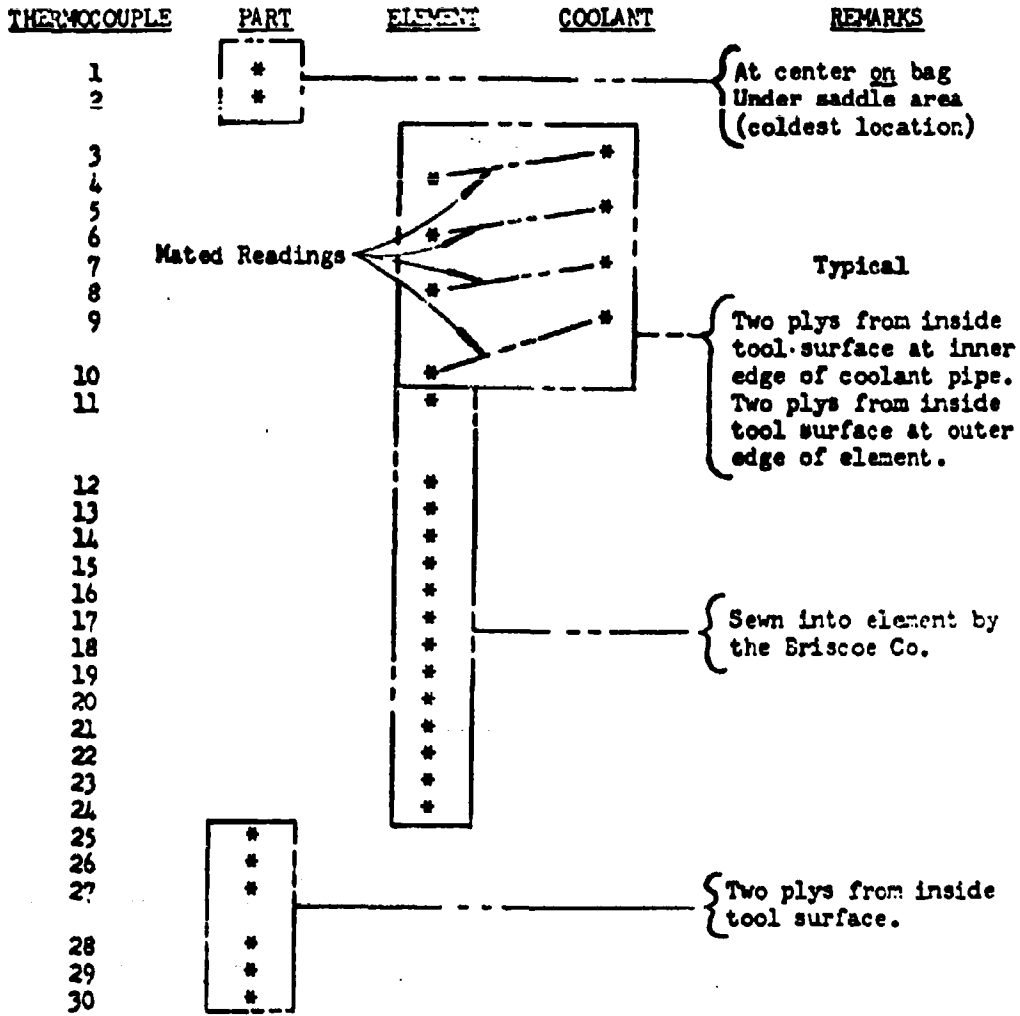 THERMOCOUPLE PART ELEMENT COOLANT REMARKS
1 * At center on bag
2 * Under saddle area
(coldest location)
3 *
4 *
5 *
6 *
Mated Readings
7 * Typical
8 *
9 * Two plys from inside
tool surface at inner
10 * edge of coolant pipe.
11 * Two plys from inside
tool surface at outer
edge of element.
12 *
13 *
14 *
15 *
16 *
17 * Sewn into element by
18 * the Briscoe Co.
19 *
20 *
21 *
22 *
23 *
24 *
25 *
26 *
27 * Two plys from inside
tool surface.
28 *
29 *
30 *